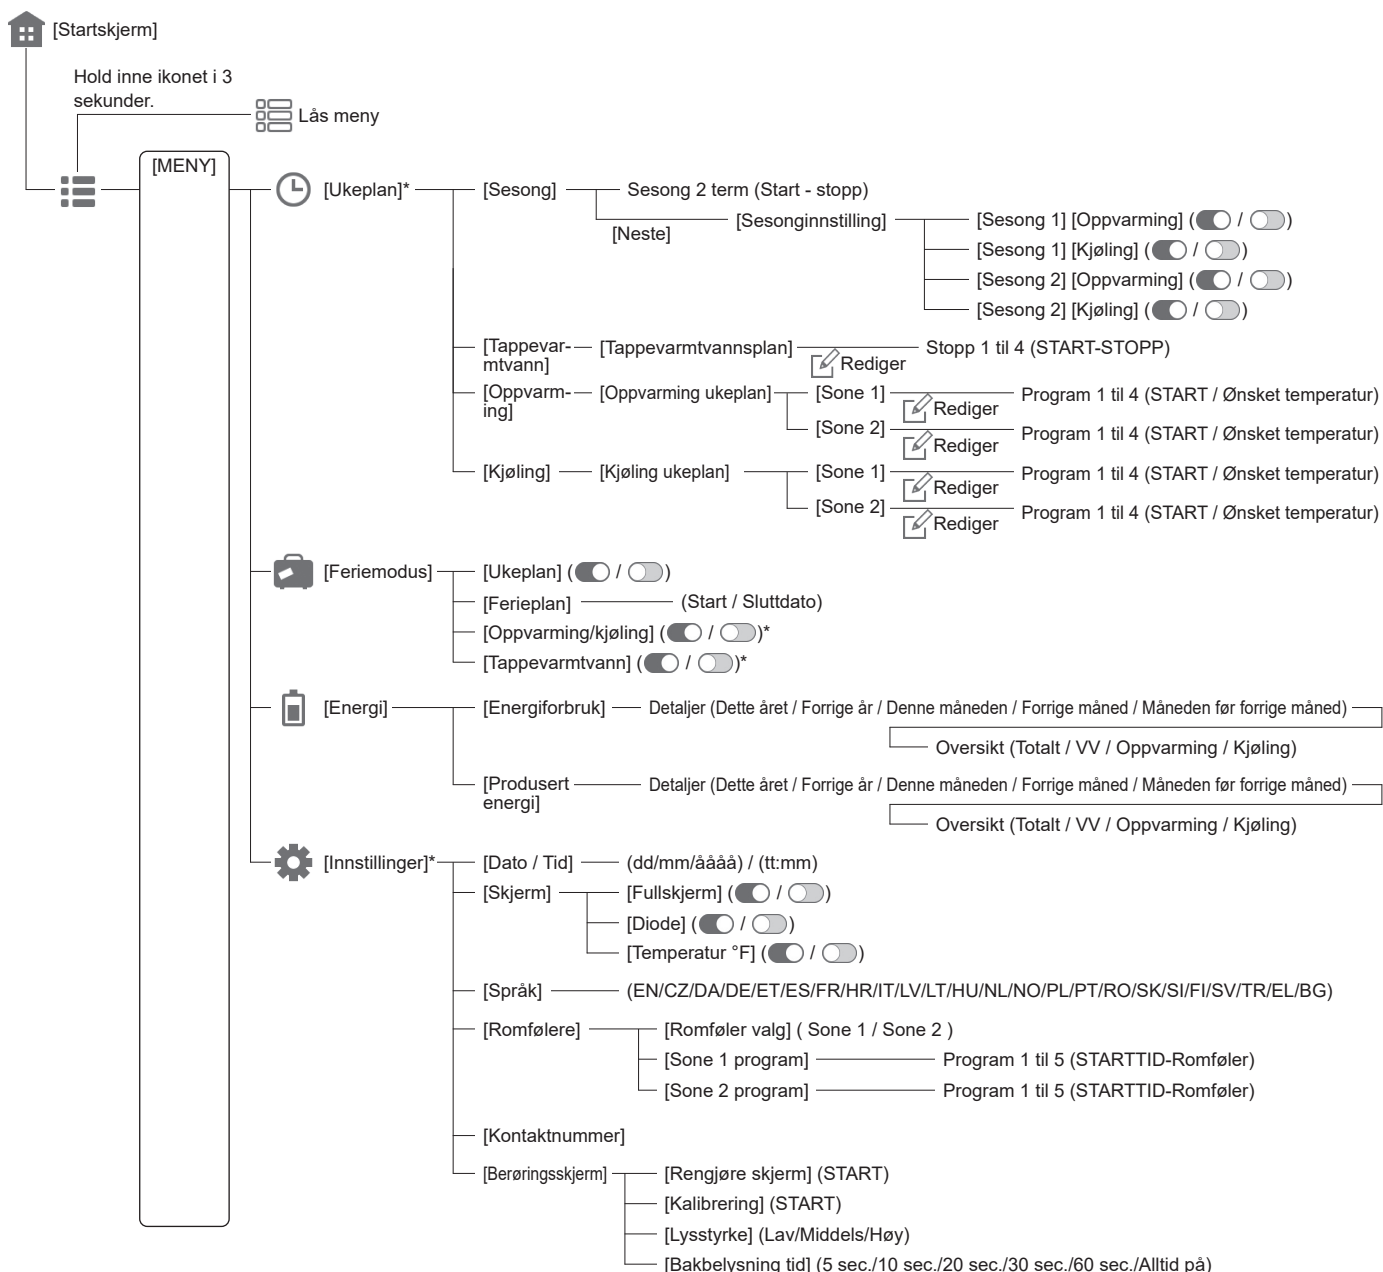 [Startskjerm]
Hold inne ikonet i 3
sekunder.
Lås meny
[MENY]
[Ukeplan]*
[Sesong]
Sesong 2 term (Start - stopp)
[Neste]
[Sesonginnstilling]
[Sesong 1] [Oppvarming] ( / )
[Sesong 1] [Kjøling] ( / )
[Sesong 2] [Oppvarming] ( / )
[Sesong 2] [Kjøling] ( / )
[Tappevar-
mtvann]
[Tappevarmtvannsplan]
Rediger
Stopp 1 til 4 (START-STOPP)
[Oppvarm-
ing]
[Oppvarming ukeplan]
[Sone 1]
Rediger
Program 1 til 4 (START / Ønsket temperatur)
[Sone 2]
Rediger
Program 1 til 4 (START / Ønsket temperatur)
[Kjøling]
[Kjøling ukeplan]
[Sone 1]
Rediger
Program 1 til 4 (START / Ønsket temperatur)
[Sone 2]
Rediger
Program 1 til 4 (START / Ønsket temperatur)
[Feriemodus]
[Ukeplan] ( / )
[Ferieplan]
(Start / Sluttdato)
[Oppvarming/kjøling] ( / )*
[Tappevarmtvann] ( / )*
[Energi]
[Energiforbruk]
Detaljer (Dette året / Forrige år / Denne måneden / Forrige måned / Måneden før forrige måned)
Oversikt (Totalt / VV / Oppvarming / Kjøling)
[Produsert
energi]
Detaljer (Dette året / Forrige år / Denne måneden / Forrige måned / Måneden før forrige måned)
Oversikt (Totalt / VV / Oppvarming / Kjøling)
[Innstillinger]*
[Dato / Tid]
(dd/mm/åååå) / (tt:mm)
[Skjerm]
[Fullskjerm] ( / )
[Diode] ( / )
[Temperatur °F] ( / )
[Språk]
(EN/CZ/DA/DE/ET/ES/FR/HR/IT/LV/LT/HU/NL/NO/PL/PT/RO/SK/SI/FI/SV/TR/EL/BG)
[Romfølere]
[Romføler valg] ( Sone 1 / Sone 2 )
[Sone 1 program]
Program 1 til 5 (STARTTID-Romføler)
[Sone 2 program]
Program 1 til 5 (STARTTID-Romføler)
[Kontaktnummer]
[Berøringsskjerm]
[Rengjøre skjerm] (START)
[Kalibrering] (START)
[Lysstyrke] (Lav/Middels/Høy)
[Bakbelysning tid] (5 sec./10 sec./20 sec./30 sec./60 sec./Alltid på)